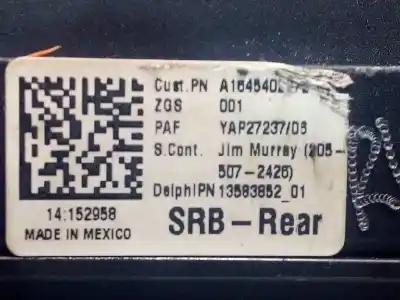 Cust.PN
ZGS 001
PAF YAP27237/05
S.Cont. Jim Murray (205-
507-2426)
DelphiPN 13583852_01
14:152958
MADE IN MEXICO
SRB-Rear